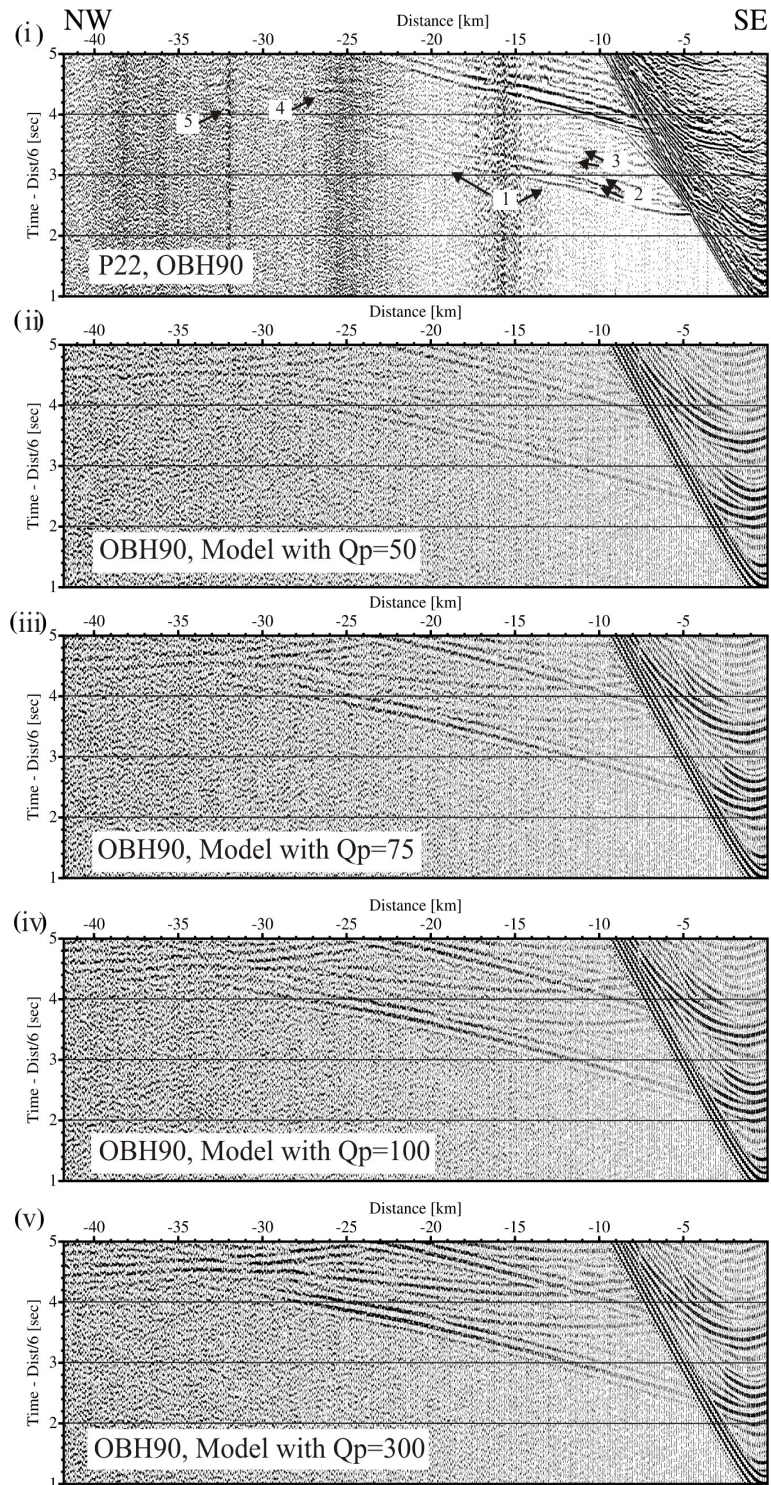 NW Distance [km] SE
(i)
-40 -35 -30 -25 -20 -15 -10 -5
5
4
3
2
1
Time - Dist/6 [sec]
5 4 3 1 2
P22, OBH90
(ii)
Distance [km]
-40 -35 -30 -25 -20 -15 -10 -5
5
4
3
2
1
Time - Dist/6 [sec]
OBH90, Model with Qp=50
(iii)
Distance [km]
-40 -35 -30 -25 -20 -15 -10 -5
5
4
3
2
1
Time - Dist/6 [sec]
OBH90, Model with Qp=75
(iv)
Distance [km]
-40 -35 -30 -25 -20 -15 -10 -5
5
4
3
2
1
Time - Dist/6 [sec]
OBH90, Model with Qp=100
(v)
Distance [km]
-40 -35 -30 -25 -20 -15 -10 -5
5
4
3
2
1
Time - Dist/6 [sec]
OBH90, Model with Qp=300